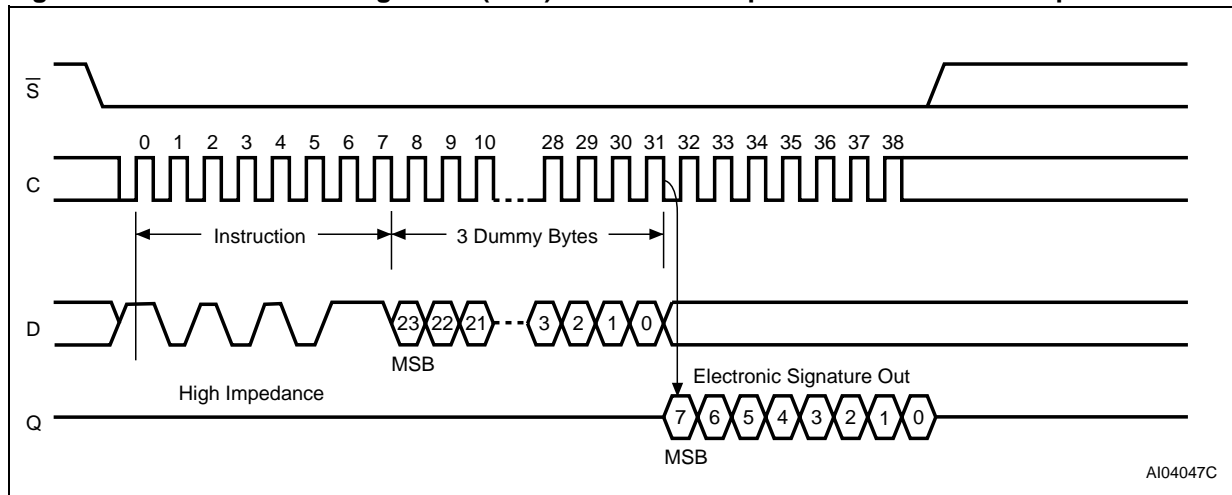 S
0 1 2 3 4 5 6 7 8 9 10 28 29 30 31 32 33 34 35 36 37 38
C
Instruction 3 Dummy Bytes
D
23 22 21 3 2 1 0
MSB
High Impedance
Electronic Signature Out
Q
7 6 5 4 3 2 1 0
MSB
AI04047C